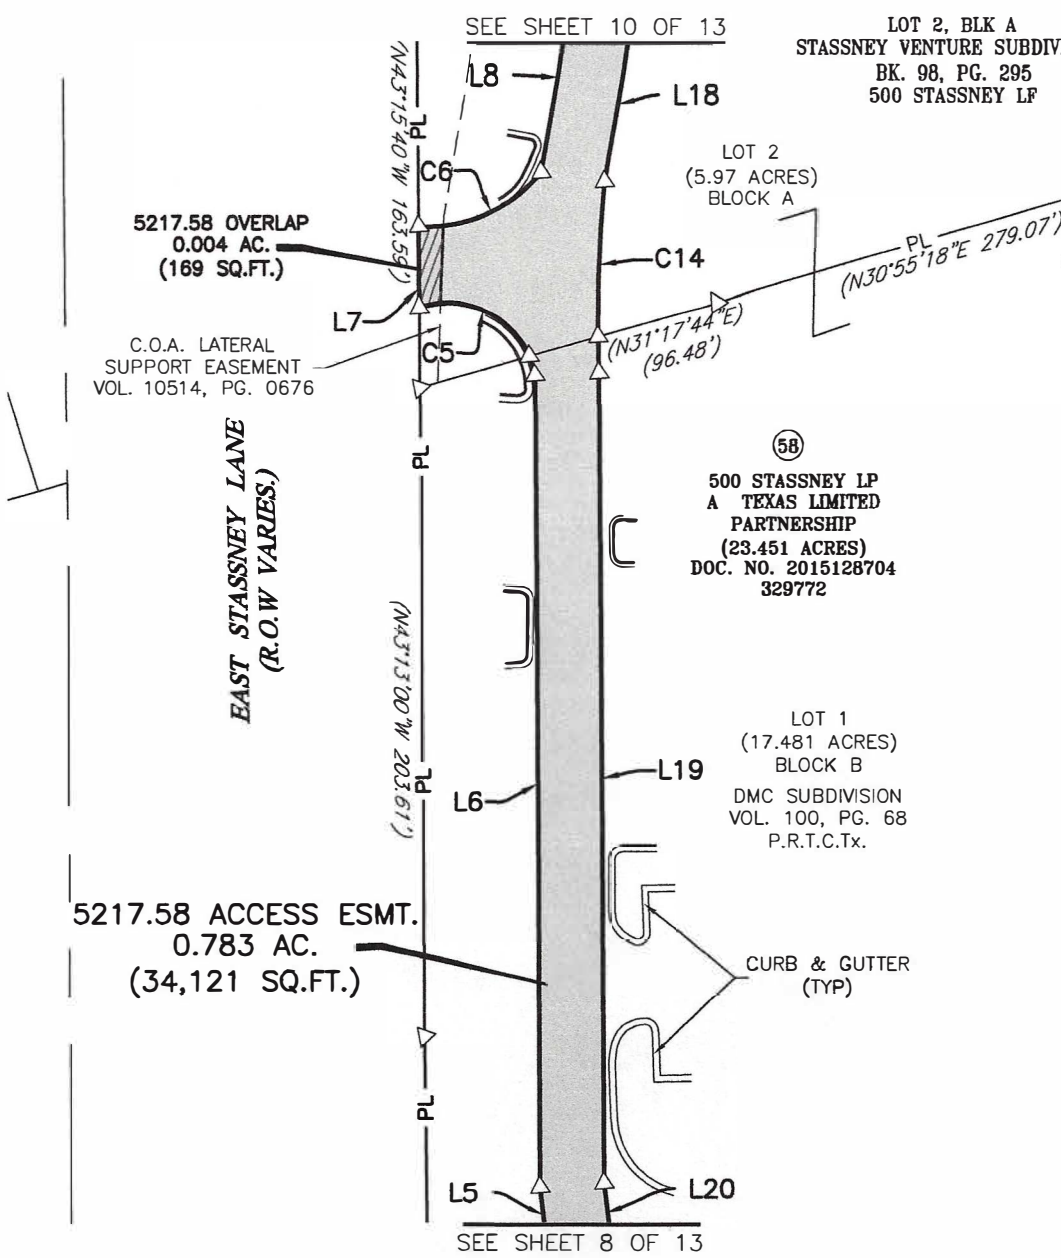 SEE SHEET 10 OF 13
LOT 2, BLK A
STASSNEY VENTURE SUBDIVI
BK. 98, PG. 295
500 STASSNEY LF
L8
L18
(N43°15'40"W 163.59')
PL
C6
LOT 2
(5.97 ACRES)
BLOCK A
5217.58 OVERLAP
0.004 AC.
(169 SQ.FT.)
C14
PL
(N30°55'18"E 279.07')
L7
C5
(N31°17'44"E)
(96.48')
C.O.A. LATERAL
SUPPORT EASEMENT
VOL. 10514, PG. 0676
PL
EAST STASSNEY LANE
(R.O.W VARIES.)
58
500 STASSNEY LP
A TEXAS LIMITED
PARTNERSHIP
(23.451 ACRES)
DOC. NO. 2015128704
329772
(N43°13'00"W 203.61')
PL
LOT 1
(17.481 ACRES)
BLOCK B
DMC SUBDIVISION
VOL. 100, PG. 68
P.R.T.C.Tx.
L6
L19
5217.58 ACCESS ESMT.
0.783 AC.
(34,121 SQ.FT.)
CURB & GUTTER
(TYP)
PL
L5
L20
SEE SHEET 8 OF 13